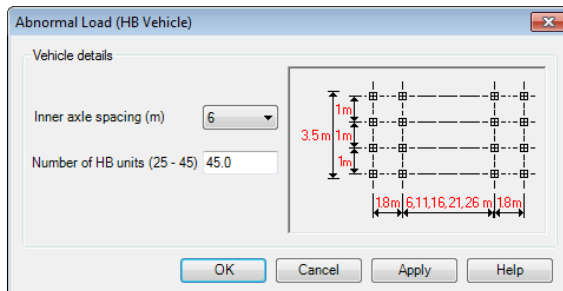 Abnormal Load (HB Vehicle)
Vehicle details
Inner axle spacing (m) 6
Number of HB units (25 - 45) 45.0
1m
3.5 m 1m
1m
1.8m 6,11,16,21,26 m 1.8m
OK Cancel Apply Help